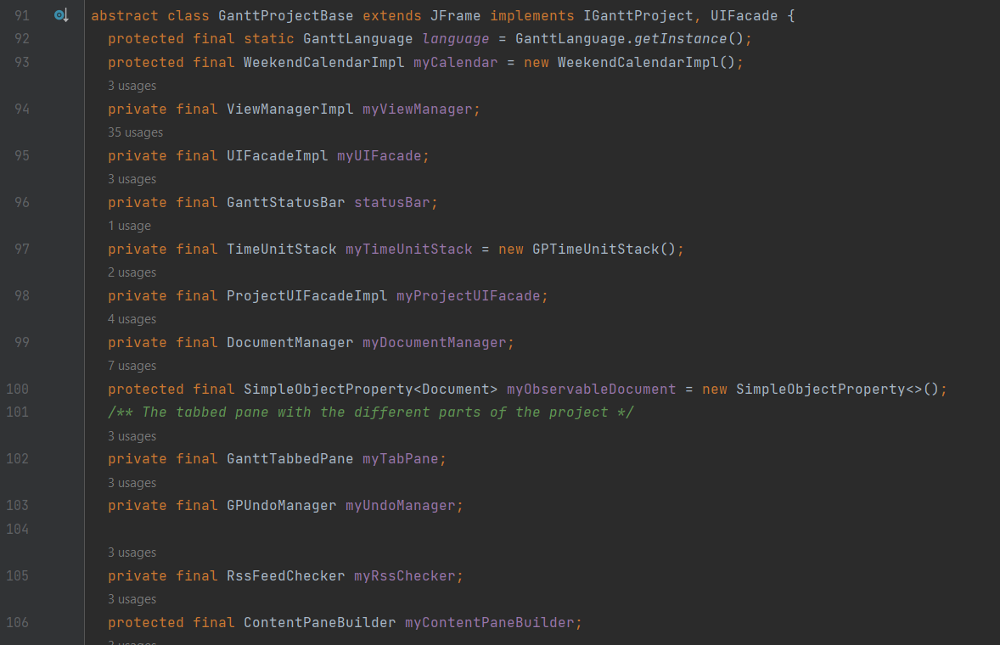 91 abstract class GanttProjectBase extends JFrame implements IGanttProject, UIFacade {
92 protected final static GanttLanguage language = GanttLanguage.getInstance();
93 protected final WeekendCalendarImpl myCalendar = new WeekendCalendarImpl();
3 usages
94 private final ViewManagerImpl myViewManager;
35 usages
95 private final UIFacadeImpl myUIFacade;
3 usages
96 private final GanttStatusBar statusBar;
1 usage
97 private final TimeUnitStack myTimeUnitStack = new GPTimeUnitStack();
2 usages
98 private final ProjectUIFacadeImpl myProjectUIFacade;
4 usages
99 private final DocumentManager myDocumentManager;
7 usages
100 protected final SimpleObjectProperty<Document> myObservableDocument = new SimpleObjectProperty<>();
101 /** The tabbed pane with the different parts of the project */
3 usages
102 private final GanttTabbedPane myTabPane;
3 usages
103 private final GPUndoManager myUndoManager;
104
3 usages
105 private final RssFeedChecker myRssChecker;
3 usages
106 protected final ContentPaneBuilder myContentPaneBuilder;
usages